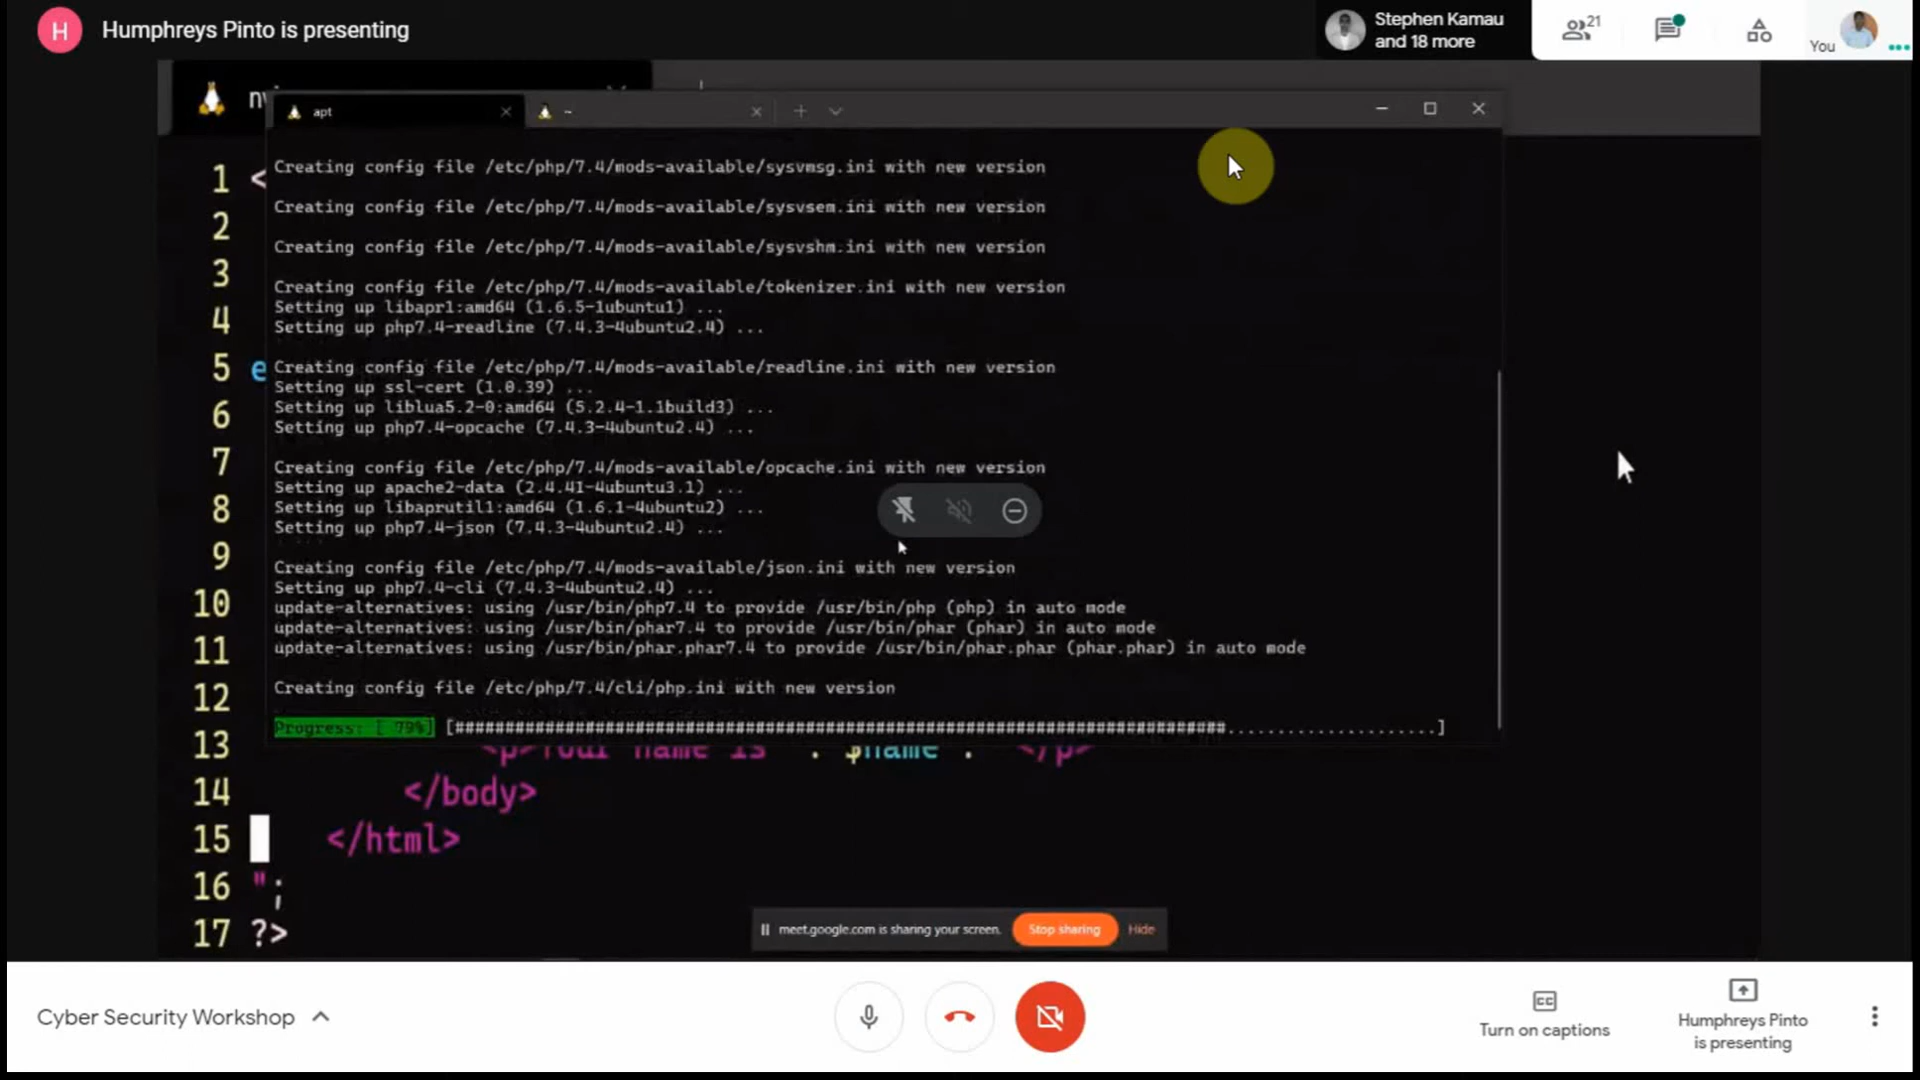 H
Humphreys Pinto is presenting
Stephen Kamau
and 18 more
21
You
apt
~
Creating config file /etc/php/7.4/mods-available/sysvmsg.ini with new version
Creating config file /etc/php/7.4/mods-available/sysvsem.ini with new version
Creating config file /etc/php/7.4/mods-available/sysvshm.ini with new version
Creating config file /etc/php/7.4/mods-available/tokenizer.ini with new version
Setting up libapr1:amd64 (1.6.5-1ubuntu1) ...
Setting up php7.4-readline (7.4.3-4ubuntu2.4) ...
Creating config file /etc/php/7.4/mods-available/readline.ini with new version
Setting up ssl-cert (1.0.39) ...
Setting up liblua5.2-0:amd64 (5.2.4-1.1build3) ...
Setting up php7.4-opcache (7.4.3-4ubuntu2.4) ...
Creating config file /etc/php/7.4/mods-available/opcache.ini with new version
Setting up apache2-data (2.4.41-4ubuntu3.1) ...
Setting up libaprutil1:amd64 (1.6.1-4ubuntu2) ...
Setting up php7.4-json (7.4.3-4ubuntu2.4) ...
Creating config file /etc/php/7.4/mods-available/json.ini with new version
Setting up php7.4-cli (7.4.3-4ubuntu2.4) ...
update-alternatives: using /usr/bin/php7.4 to provide /usr/bin/php (php) in auto mode
update-alternatives: using /usr/bin/phar7.4 to provide /usr/bin/phar (phar) in auto mode
update-alternatives: using /usr/bin/phar.phar7.4 to provide /usr/bin/phar.phar (phar.phar) in auto mode
Creating config file /etc/php/7.4/cli/php.ini with new version
Progress: [ 79%] [#############################################################################.....................]
1 <
2
3
4
5 e
6
7
8
9
10
11
12
13 <p>Your name is " . $name . " </p>
14 </body>
15 </html>
16 ";
17 ?>
meet.google.com is sharing your screen.
Stop sharing
Hide
Cyber Security Workshop
Turn on captions
Humphreys Pinto
is presenting